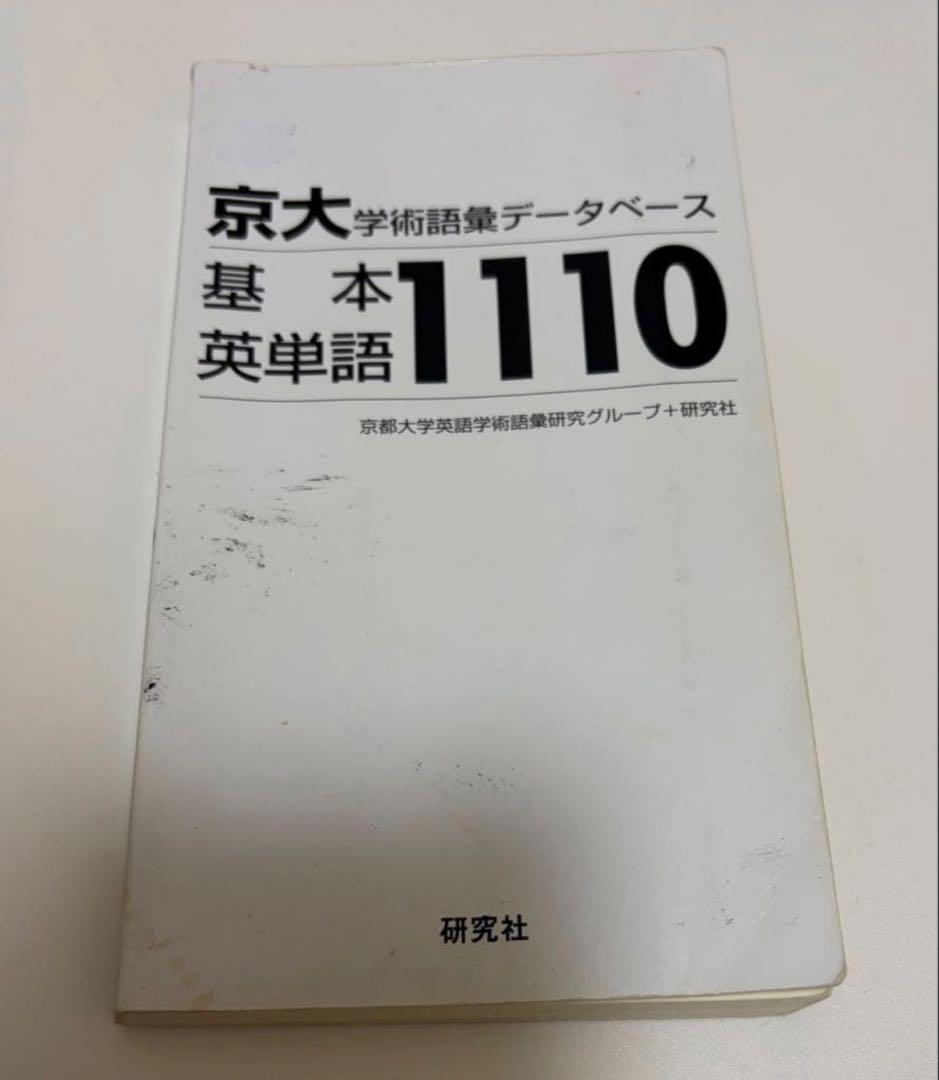 京大学術語彙データベース
基本
英単語1110
京都大学英語学術語彙研究グループ+研究社
研究社